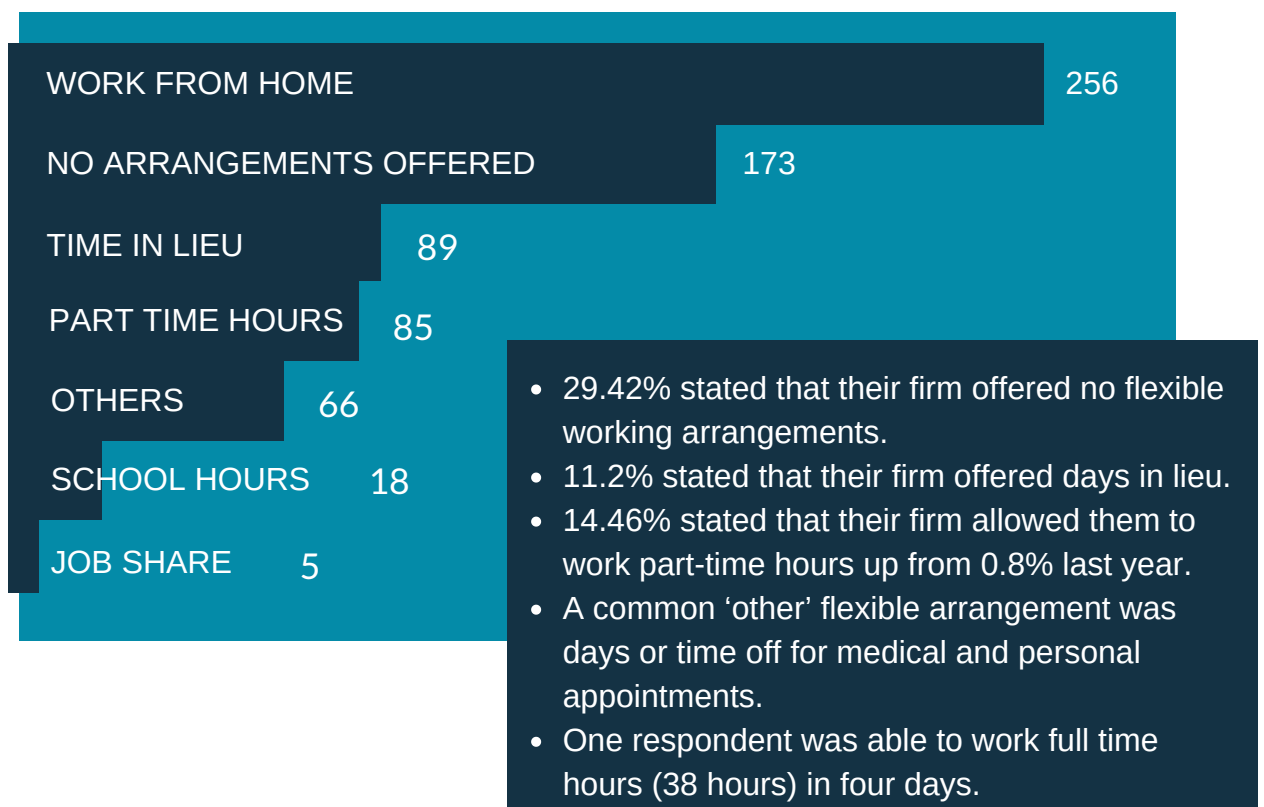 WORK FROM HOME 256
NO ARRANGEMENTS OFFERED 173
TIME IN LIEU 89
PART TIME HOURS 85
OTHERS 66
SCHOOL HOURS 18
JOB SHARE 5
• 29.42% stated that their firm offered no flexible
working arrangements.
• 11.2% stated that their firm offered days in lieu.
• 14.46% stated that their firm allowed them to
work part-time hours up from 0.8% last year.
• A common ‘other’ flexible arrangement was
days or time off for medical and personal
appointments.
• One respondent was able to work full time
hours (38 hours) in four days.